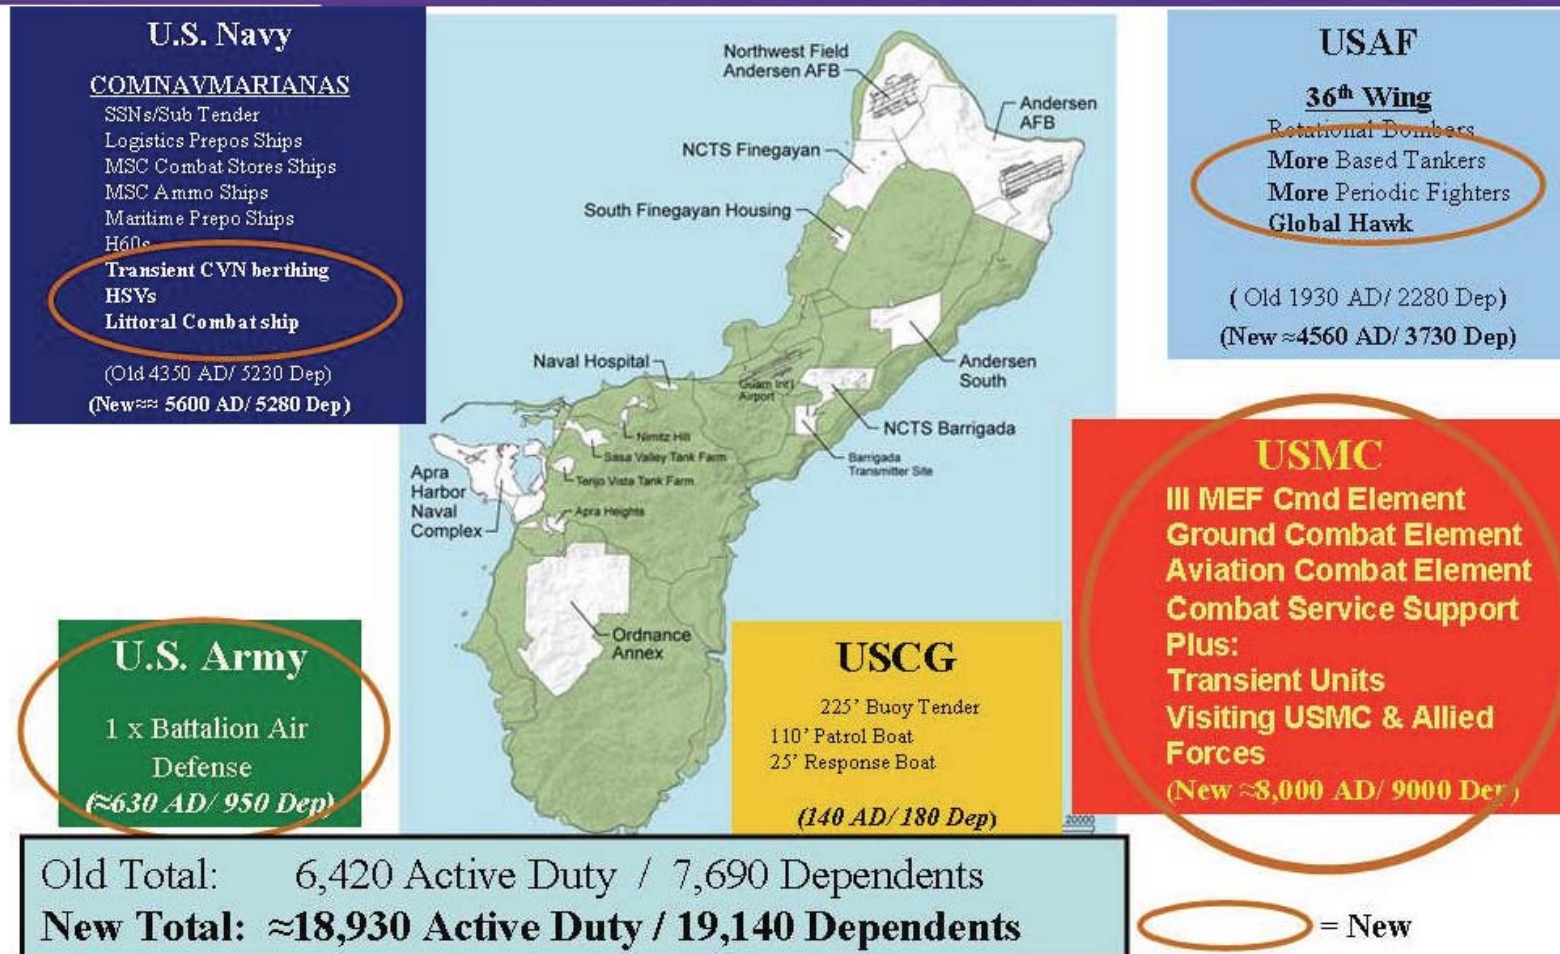 U.S. Navy
COMNAVMARIANAS
SSNs/Sub Tender
Logistics Prepos Ships
MSC Combat Stores Ships
MSC Ammo Ships
Maritime Prepo Ships
H60s
Transient CVN berthing
HSVs
Littoral Combat ship
(Old 4350 AD/ 5230 Dep)
(New≈≈ 5600 AD/ 5280 Dep)
Northwest Field
Andersen AFB
Andersen
AFB
NCTS Finegayan
South Finegayan Housing
Naval Hospital
Guam Int'l
Airport
Andersen
South
NCTS Barrigada
Barrigada
Transmitter Site
Nimitz Hill
Sasa Valley Tank Farm
Tenjo Vista Tank Farm
Apra Heights
Apra
Harbor
Naval
Complex
Ordnance
Annex
USAF
36th Wing
Rotational Bombers
More Based Tankers
More Periodic Fighters
Global Hawk
( Old 1930 AD/ 2280 Dep)
(New ≈4560 AD/ 3730 Dep)
USMC
III MEF Cmd Element
Ground Combat Element
Aviation Combat Element
Combat Service Support
Plus:
Transient Units
Visiting USMC & Allied
Forces
(New ≈8,000 AD/ 9000 Dep)
U.S. Army
1 x Battalion Air
Defense
(≈630 AD/ 950 Dep)
USCG
225’ Buoy Tender
110’ Patrol Boat
25’ Response Boat
(140 AD/ 180 Dep)
20000
Old Total: 6,420 Active Duty / 7,690 Dependents
New Total: ≈18,930 Active Duty / 19,140 Dependents
= New